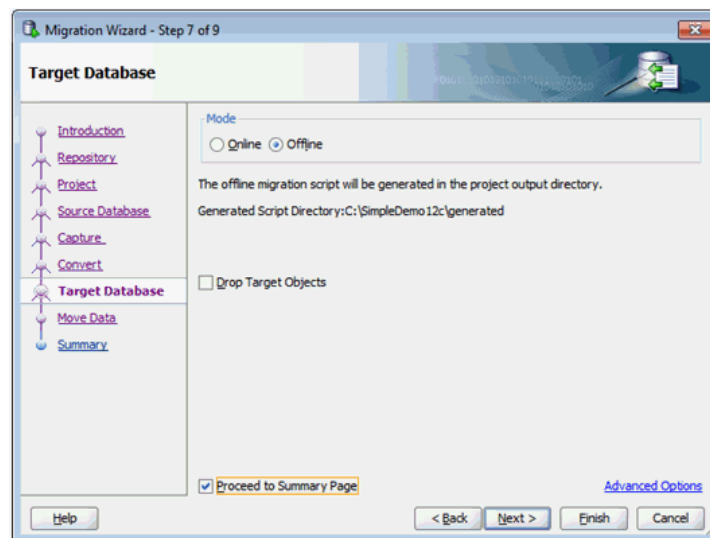 Migration Wizard - Step 7 of 9
Target Database
Introduction
Repository
Project
Source Database
Capture
Convert
Target Database
Move Data
Summary
Mode
Online
Offline
The offline migration script will be generated in the project output directory.
Generated Script Directory:C:\SimpleDemo12c\generated
Drop Target Objects
Proceed to Summary Page
Advanced Options
Help
< Back
Next >
Finish
Cancel